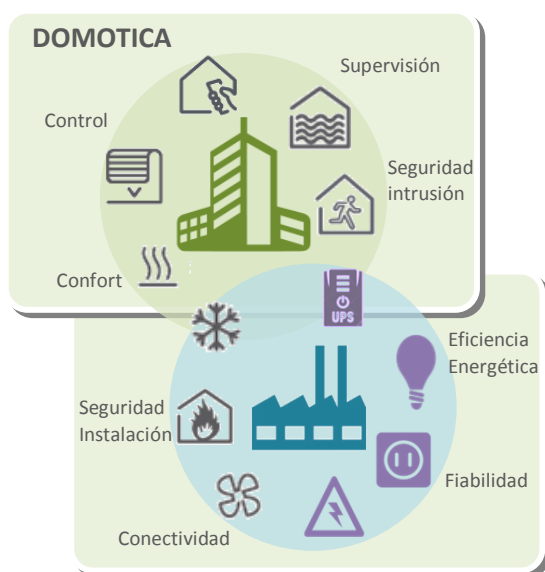 DOMOTICA
Supervisión
Control
Seguridad
intrusión
Confort
UPS
Eficiencia
Energética
Seguridad
Instalación
Fiabilidad
Conectividad